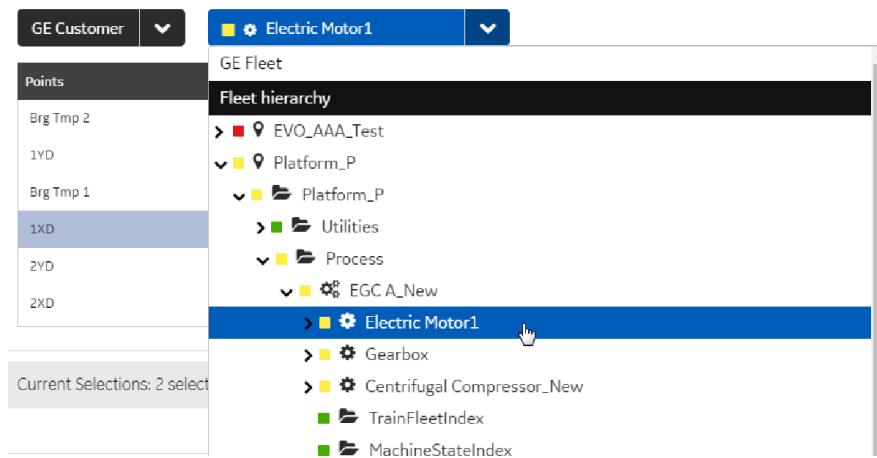 GE Customer
Electric Motor1
GE Fleet
Points
Fleet hierarchy
Brg Tmp 2
EVO_AAA_Test
1YD
Platform_P
Brg Tmp 1
Platform_P
1XD
Utilities
2YD
Process
2XD
EGC A_New
Electric Motor1
Gearbox
Current Selections: 2 select
Centrifugal Compressor_New
TrainFleetIndex
MachineStateIndex